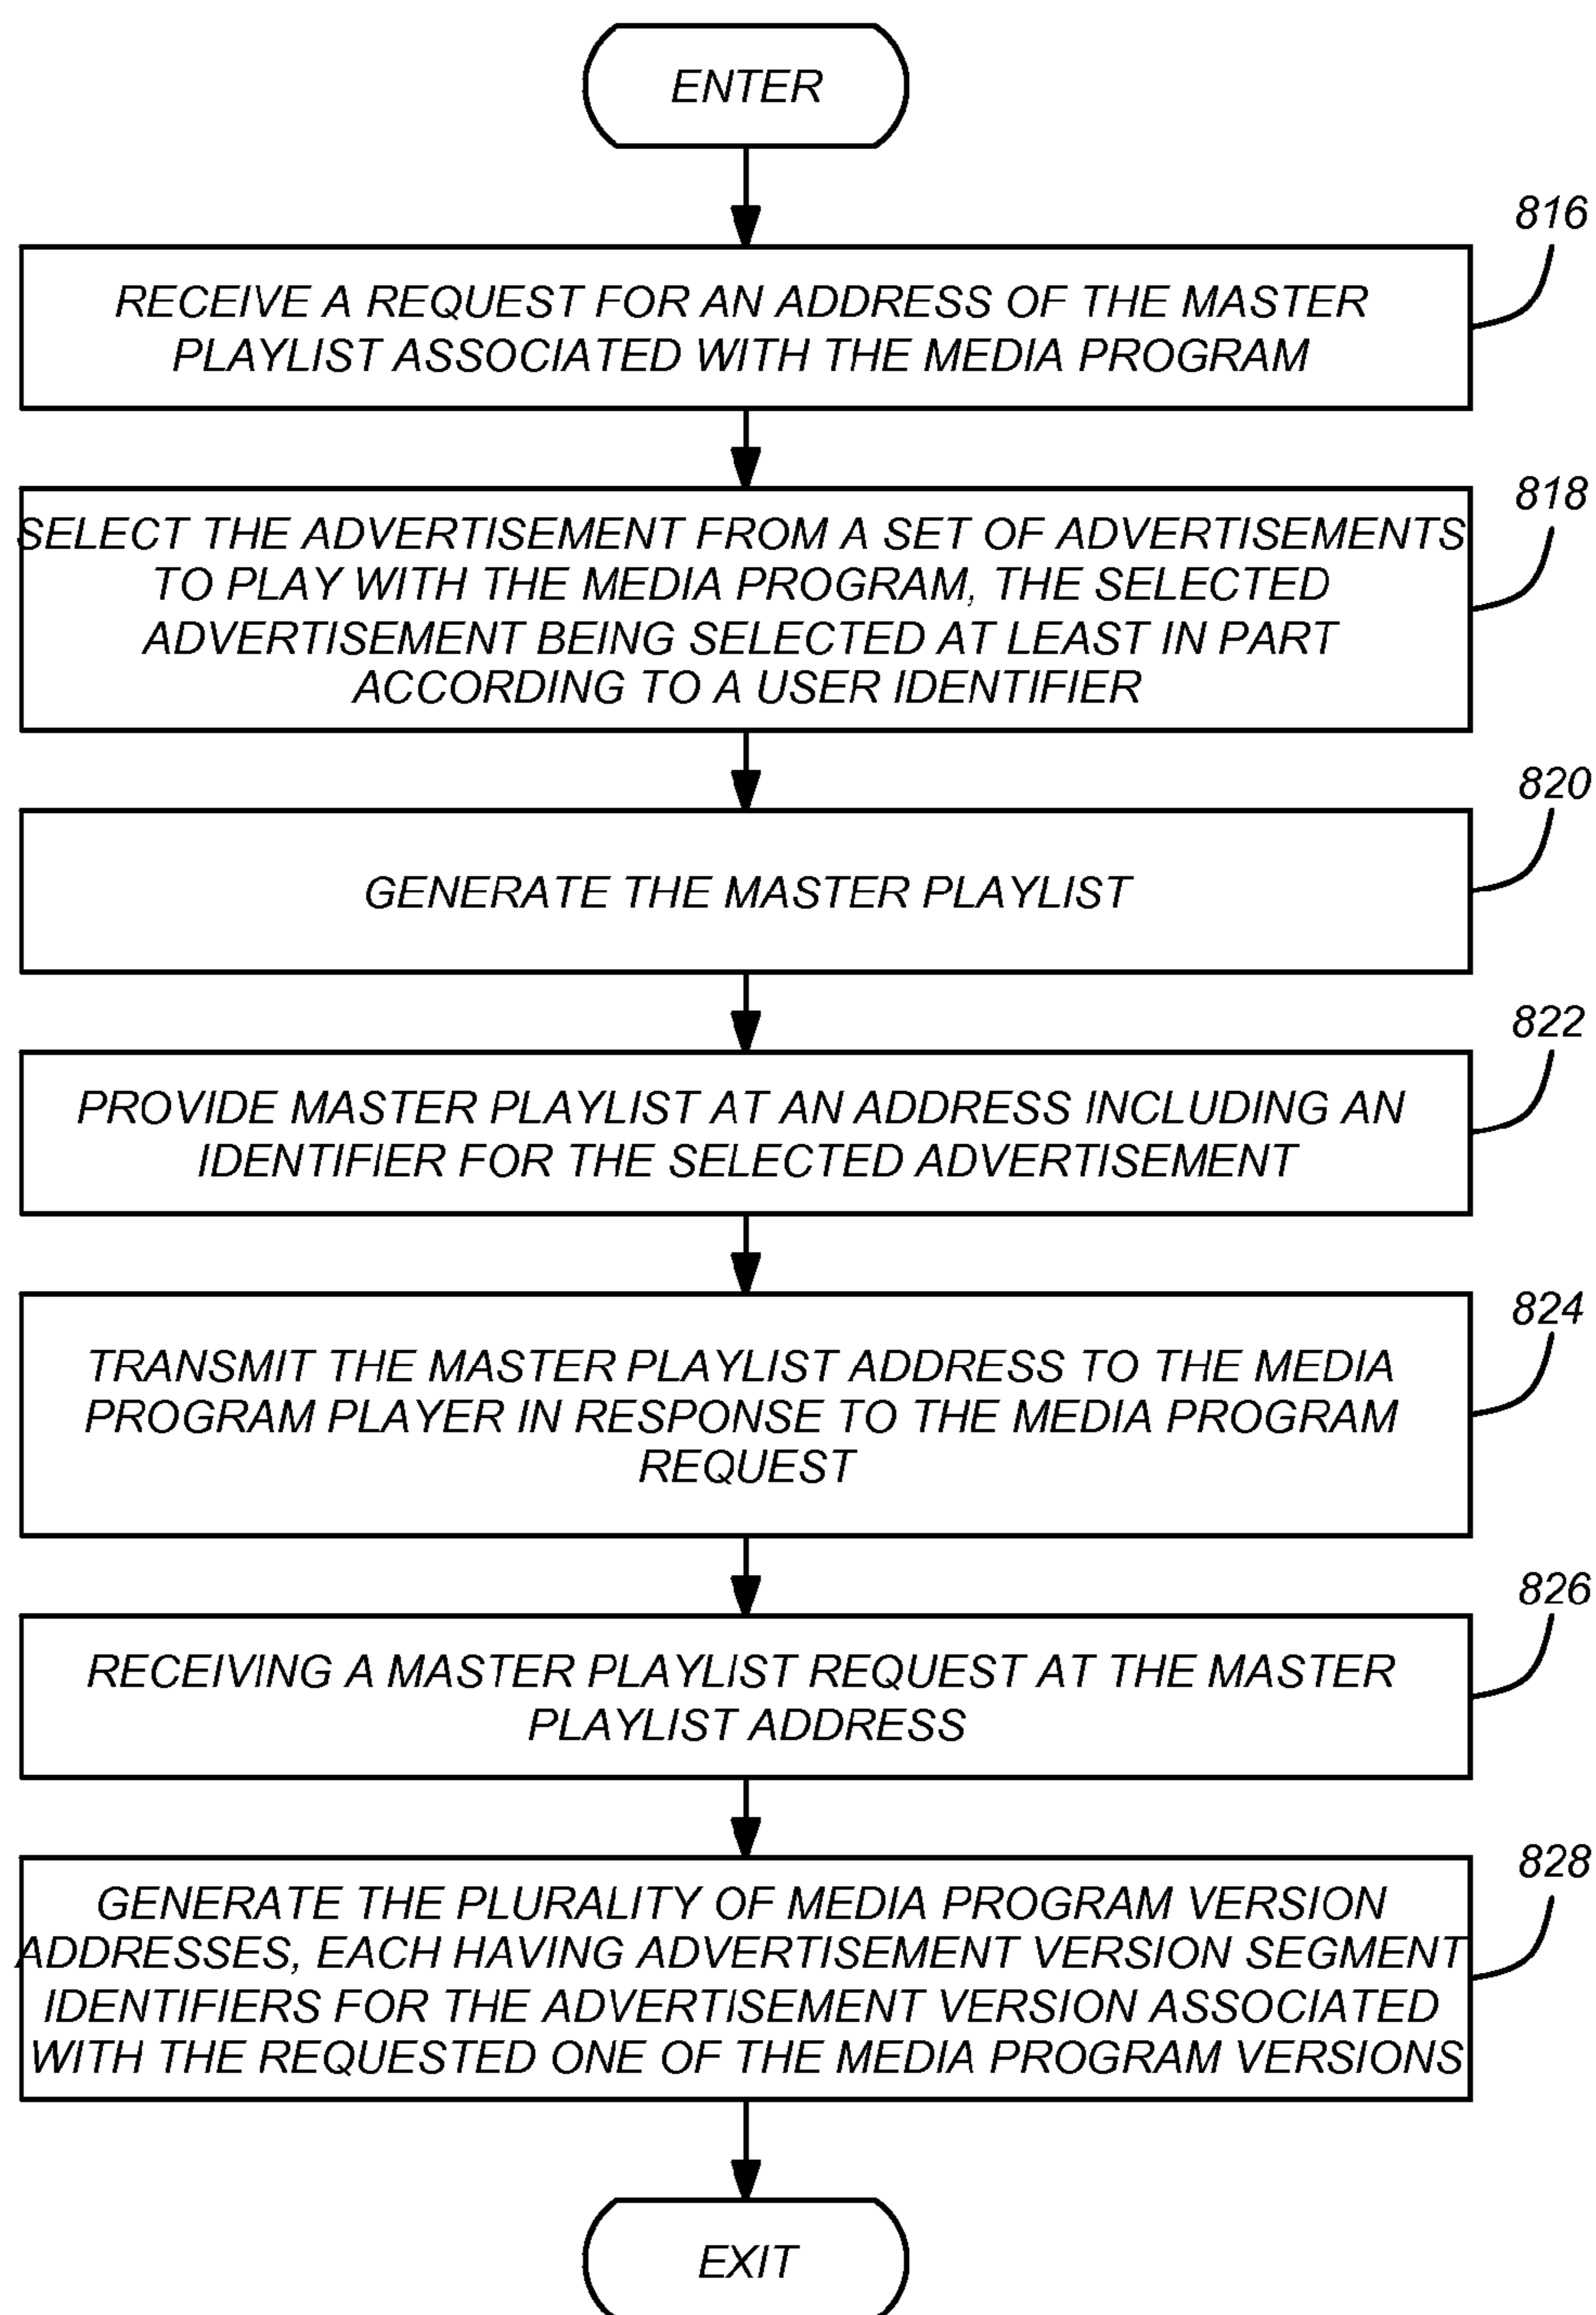 ENTER
816
RECEIVE A REQUEST FOR AN ADDRESS OF THE MASTER
PLAYLIST ASSOCIATED WITH THE MEDIA PROGRAM
818
SELECT THE ADVERTISEMENT FROM A SET OF ADVERTISEMENTS
TO PLAY WITH THE MEDIA PROGRAM, THE SELECTED
ADVERTISEMENT BEING SELECTED AT LEAST IN PART
ACCORDING TO A USER IDENTIFIER
820
GENERATE THE MASTER PLAYLIST
822
PROVIDE MASTER PLAYLIST AT AN ADDRESS INCLUDING AN
IDENTIFIER FOR THE SELECTED ADVERTISEMENT
824
TRANSMIT THE MASTER PLAYLIST ADDRESS TO THE MEDIA
PROGRAM PLAYER IN RESPONSE TO THE MEDIA PROGRAM
REQUEST
826
RECEIVING A MASTER PLAYLIST REQUEST AT THE MASTER
PLAYLIST ADDRESS
828
GENERATE THE PLURALITY OF MEDIA PROGRAM VERSION
ADDRESSES, EACH HAVING ADVERTISEMENT VERSION SEGMENT
IDENTIFIERS FOR THE ADVERTISEMENT VERSION ASSOCIATED
WITH THE REQUESTED ONE OF THE MEDIA PROGRAM VERSIONS
EXIT